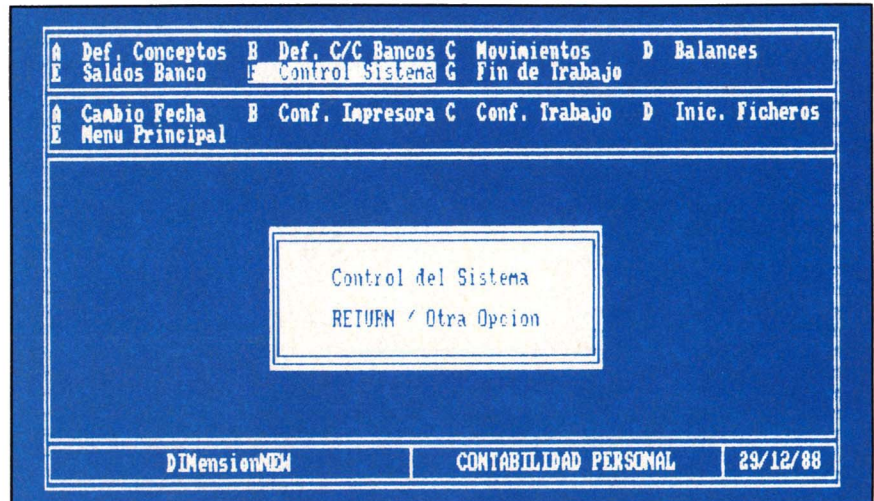 A Def. Conceptos B Def. C/C Bancos C Movimientos D Balances
E Saldos Banco F Control Sistema G Fin de Trabajo
A Cambio Fecha B Conf. Impresora C Conf. Trabajo D Inic. Ficheros
E Menu Principal
Control del Sistema
RETURN / Otra Opcion
DIMensionNEW CONTABILIDAD PERSONAL 29/12/88